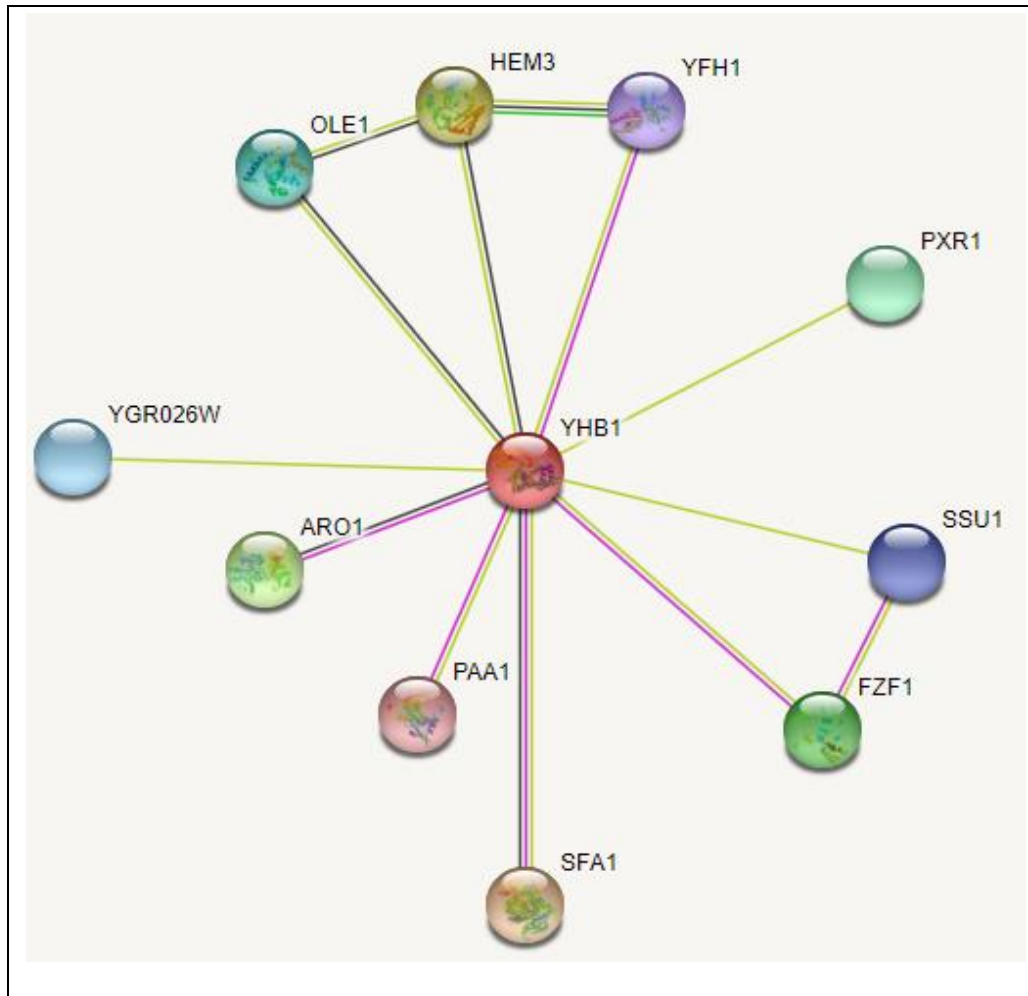 HEM3
YFH1
OLE1
PXR1
YGR026W
YHB1
ARO1
SSU1
PAA1
FZF1
SFA1